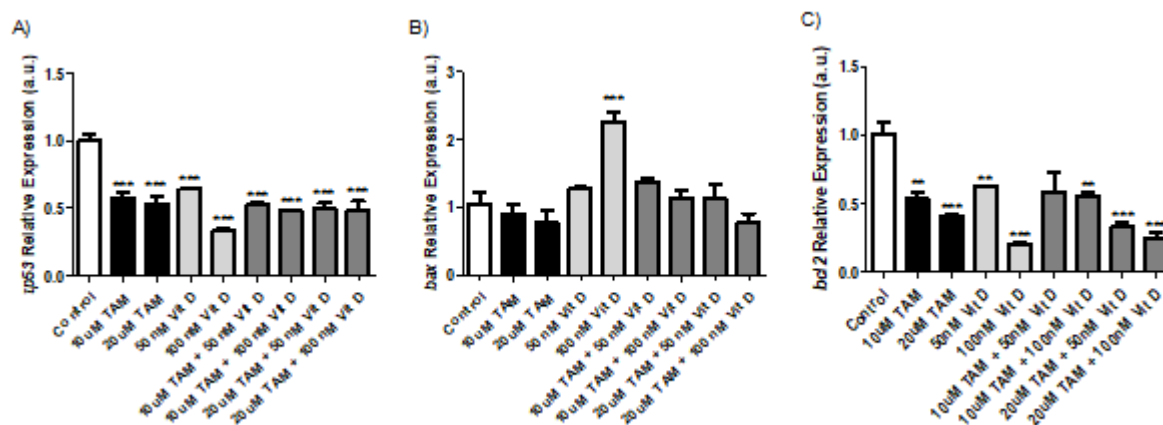 A)
tp53 Relative Expression (a.u.)
1.5
1.0
0.5
0.0
***
***
***
***
***
***
***
***
Control
10uM TAM
20uM TAM
50 nM Vit D
100 nM Vit D
10uM TAM + 50 nM Vit D
10uM TAM + 100 nM Vit D
20uM TAM + 50 nM Vit D
20uM TAM + 100 nM Vit D
B)
bax Relative Expression (a.u.)
3
2
1
0
***
Control
10uM TAM
20uM TAM
50 nM Vit D
100 nM Vit D
10uM TAM + 50 nM Vit D
10uM TAM + 100 nM Vit D
20uM TAM + 50 nM Vit D
20uM TAM + 100 nM Vit D
C)
bcl2 Relative Expression (a.u.)
1.5
1.0
0.5
0.0
**
***
**
***
**
***
***
Control
10uM TAM
20uM TAM
50nM Vit D
100nM Vit D
10uM TAM + 50nM Vit D
10uM TAM + 100nM Vit D
20uM TAM + 50nM Vit D
20uM TAM + 100nM Vit D